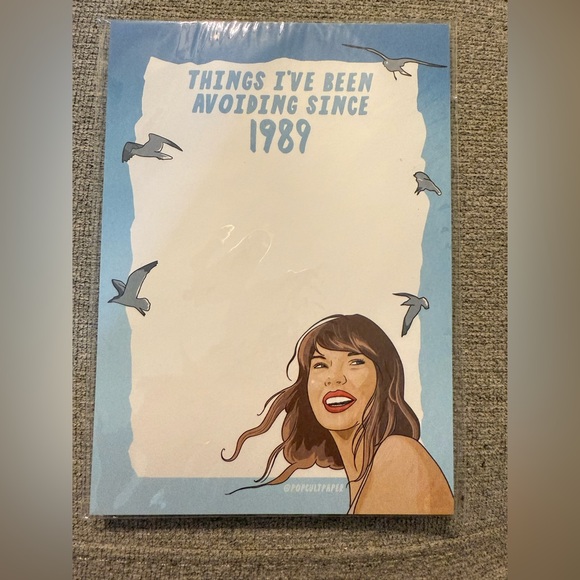 THINGS I'VE BEEN
AVOIDING SINCE
1989
@POPCULTPAPER